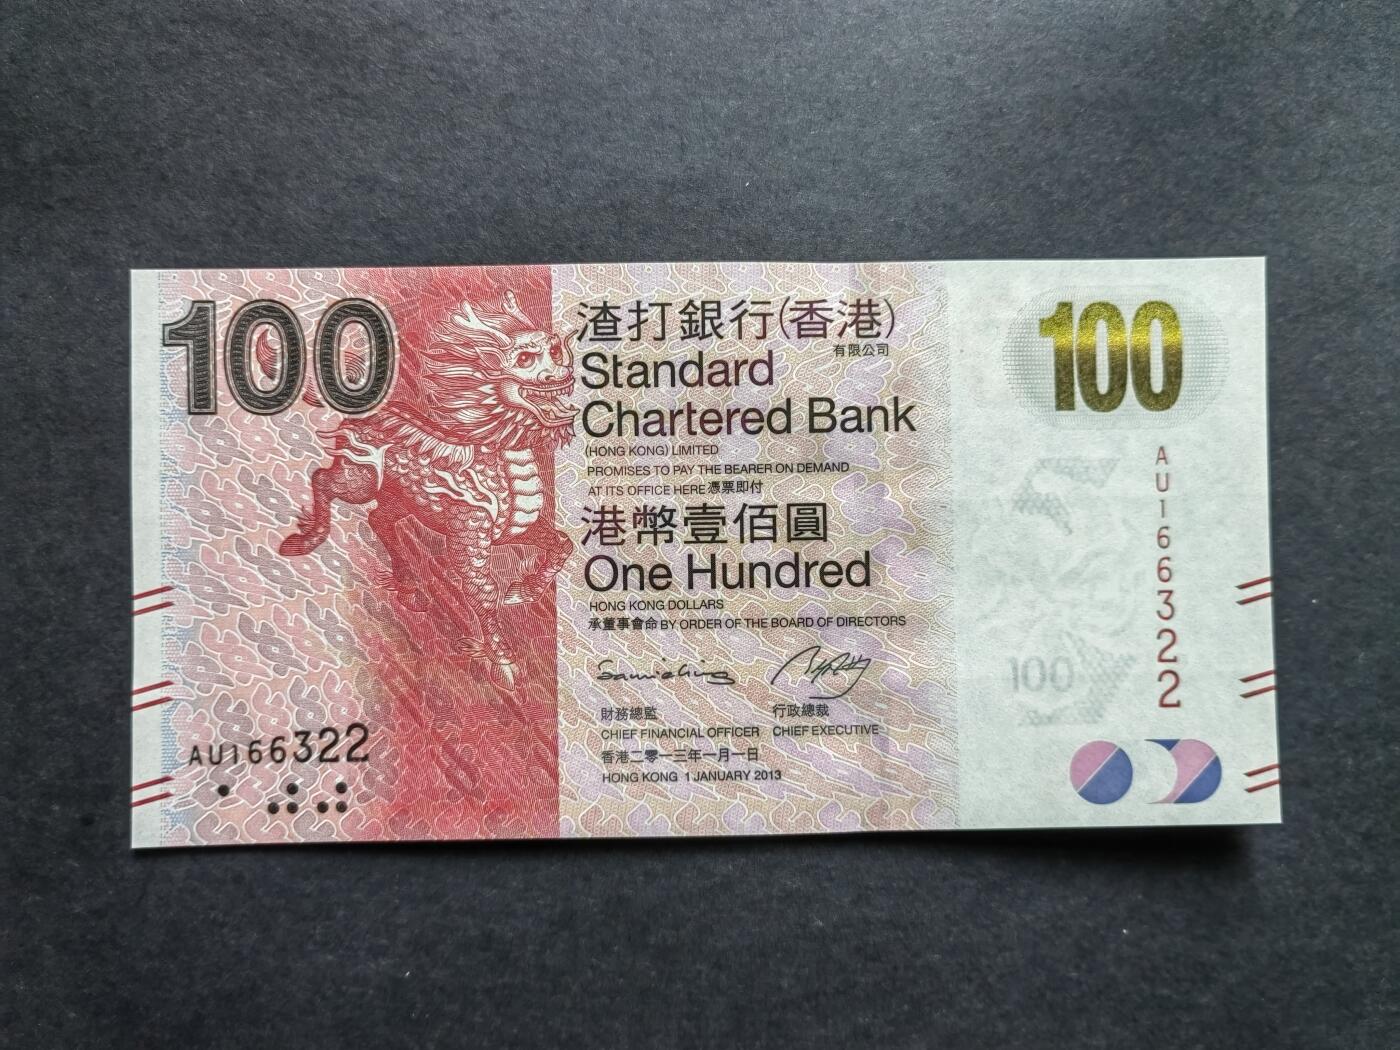 100
渣打銀行(香港)
有限公司
Standard
Chartered Bank
(HONG KONG) LIMITED
PROMISES TO PAY THE BEARER ON DEMAND
AT ITS OFFICE HERE 憑票即付
港幣壹佰圓
One Hundred
HONG KONG DOLLARS
承董事會命 BY ORDER OF THE BOARD OF DIRECTORS
財務總監 行政總裁
CHIEF FINANCIAL OFFICER CHIEF EXECUTIVE
香港二零一三年一月一日
HONG KONG 1 JANUARY 2013
AU166322
100
AU166322
100